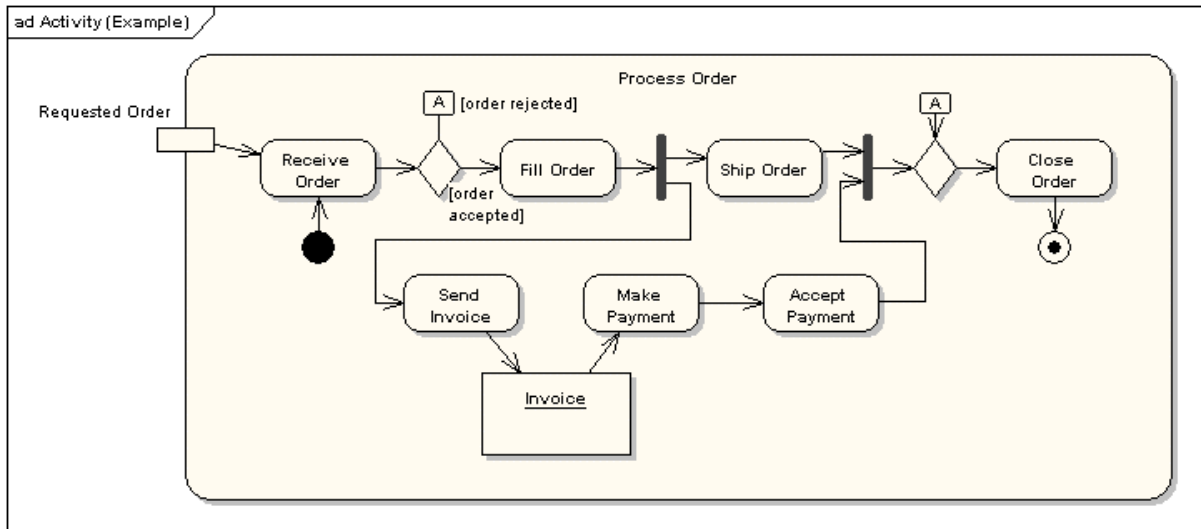 ad Activity (Example)
Process Order
Requested Order
A
[order rejected]
A
Receive
Order
Fill Order
Ship Order
Close
Order
[order
accepted]
Send
Invoice
Make
Payment
Accept
Payment
Invoice